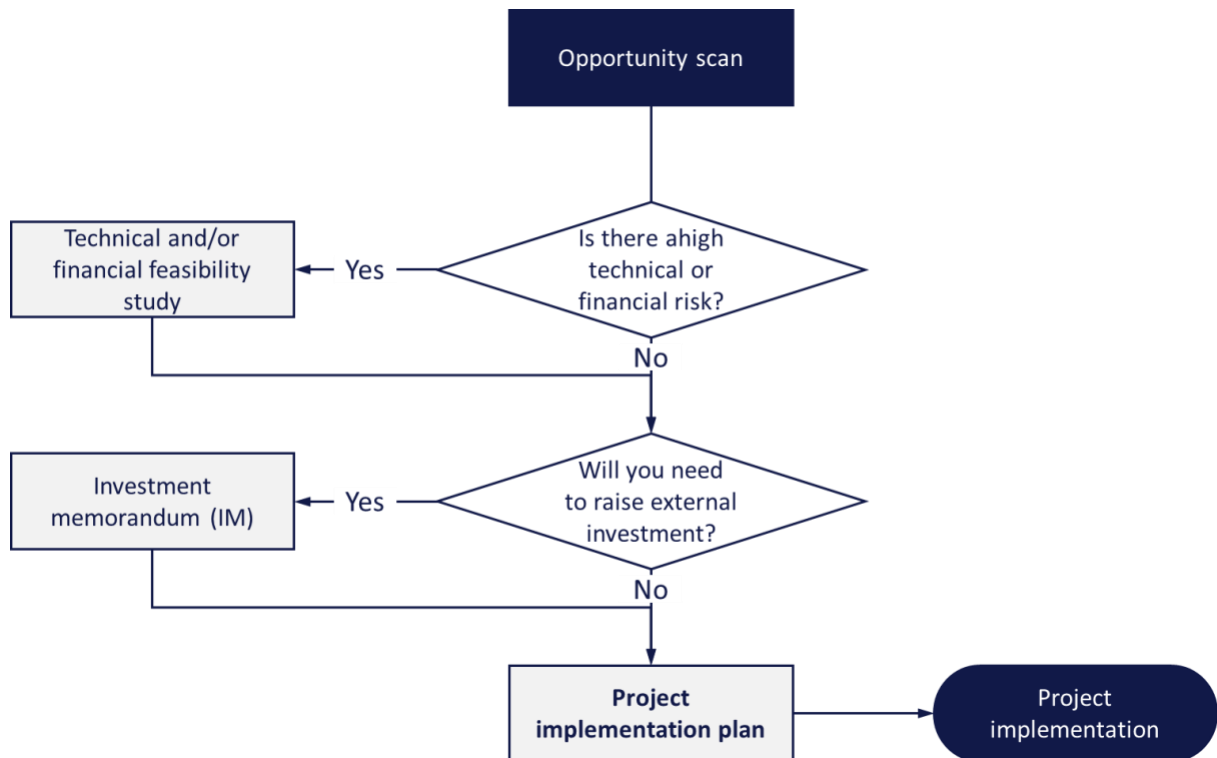 Opportunity scan
Is there ahigh
technical or
financial risk?
Yes
Technical and/or
financial feasibility
study
No
Will you need
to raise external
investment?
Yes
Investment
memorandum (IM)
No
Project
implementation plan
Project
implementation